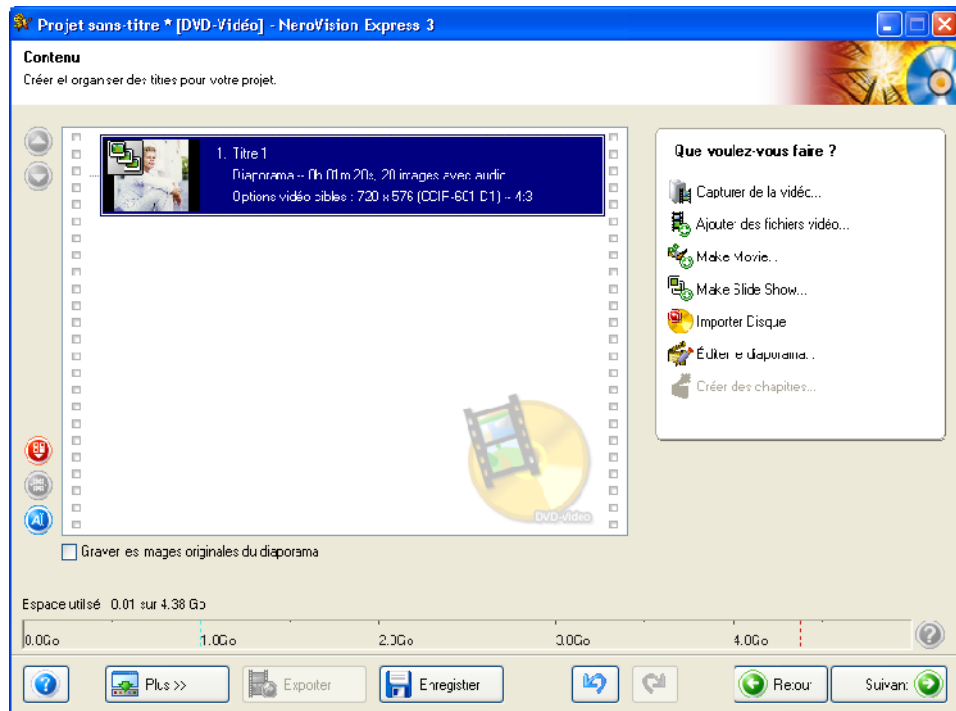 Projet sans-titre * [DVD-Vidéo] - NeroVision Express 3
Contenu
Créer et organiser des titres pour votre projet.
1. Titre 1
Diaporama -- 0h 01m 20s, 20 images avec audio
Options vidéo cibles : 720 x 576 (CCIR-601 D1) -- 4:3
DVD-Video
Graver les images originales du diaporama
Que voulez-vous faire ?
Capturer de la vidéo...
Ajouter des fichiers vidéo...
Make Movie...
Make Slide Show...
Importer Disque
Éditer le diaporama...
Créer des chapitres...
Espace utilisé 0.01 sur 4.38 Go
0.0Go 1.0Go 2.0Go 3.0Go 4.0Go
Plus >> Exporter Enregistrer Retour Suivant